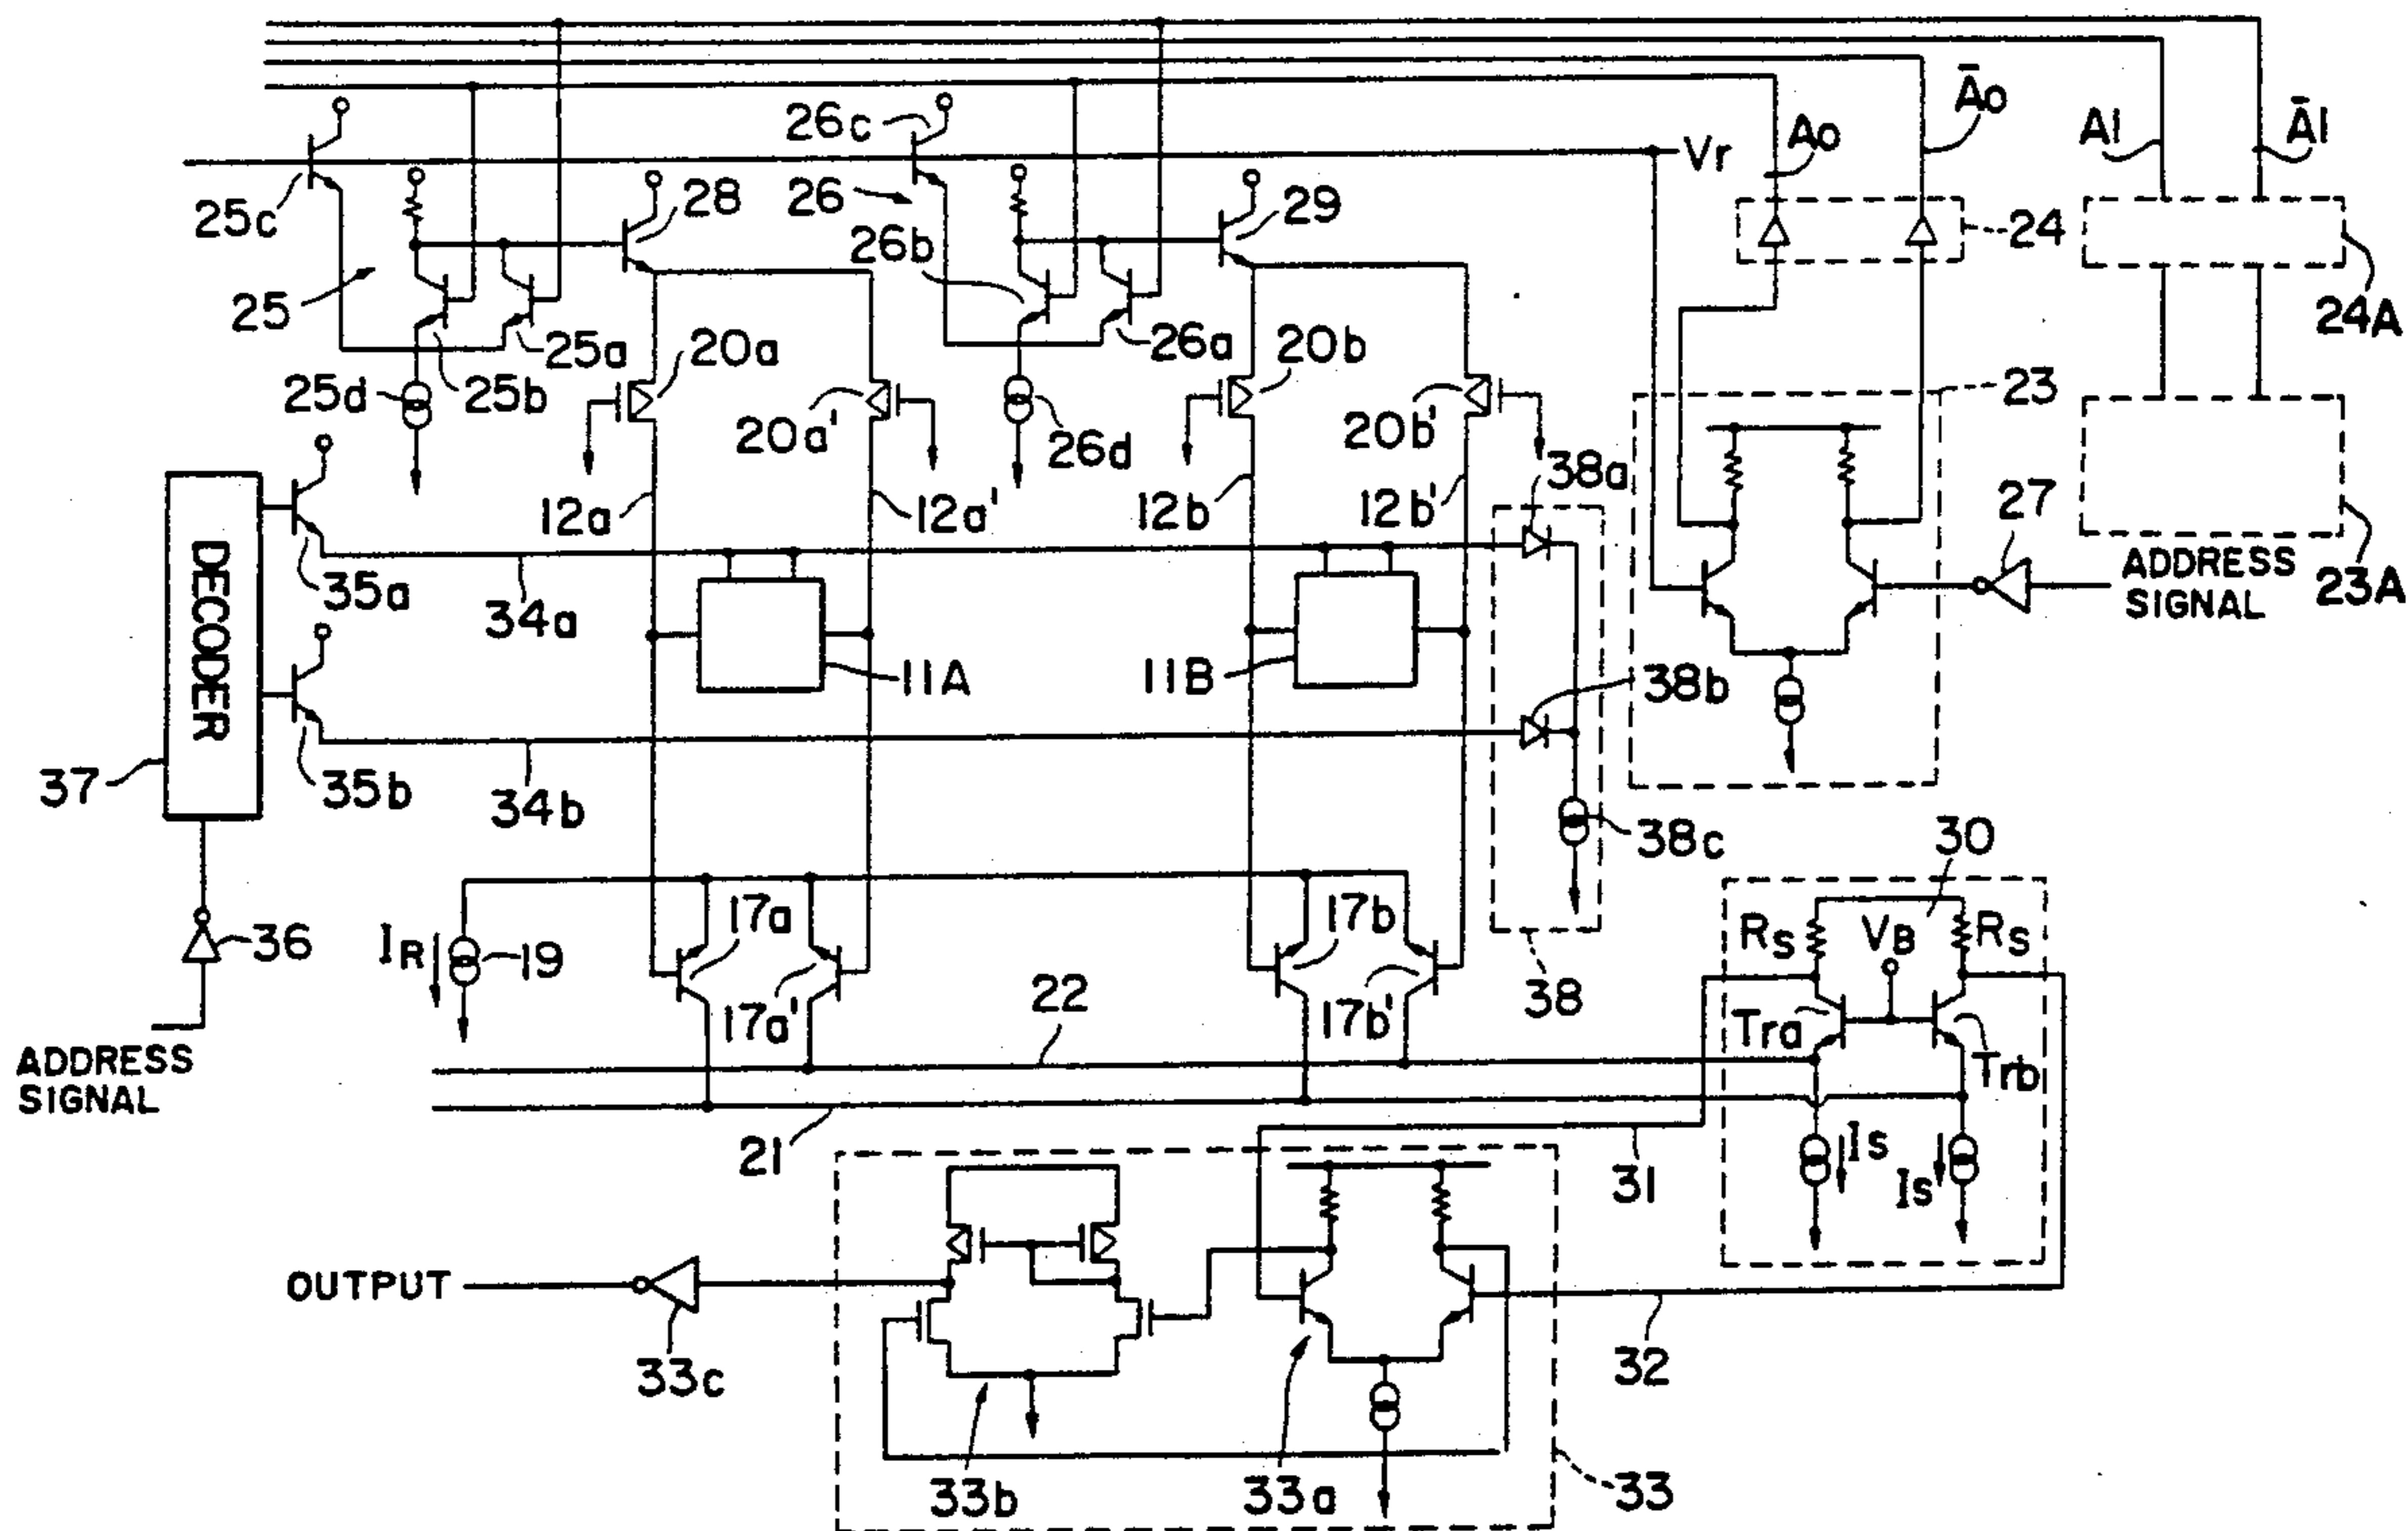 26c
Ao
Āo
A1
Ā1
Vr
25c
28
26
29
24
26b
25
25a
20a
26a
20b
24A
25d
25b
20a'
26d
20b'
23
38a
27
12a
12a'
12b
12b'
DECODER
35a
34a
ADDRESS
SIGNAL
23A
11A
11B
38b
37
35b
34b
38c
30
36
IR
19
17a
17b
RS
VB
RS
17a'
22
17b'
38
Tra
Trb
ADDRESS
SIGNAL
21
31
Is
Is
OUTPUT
33c
32
33b
33a
33